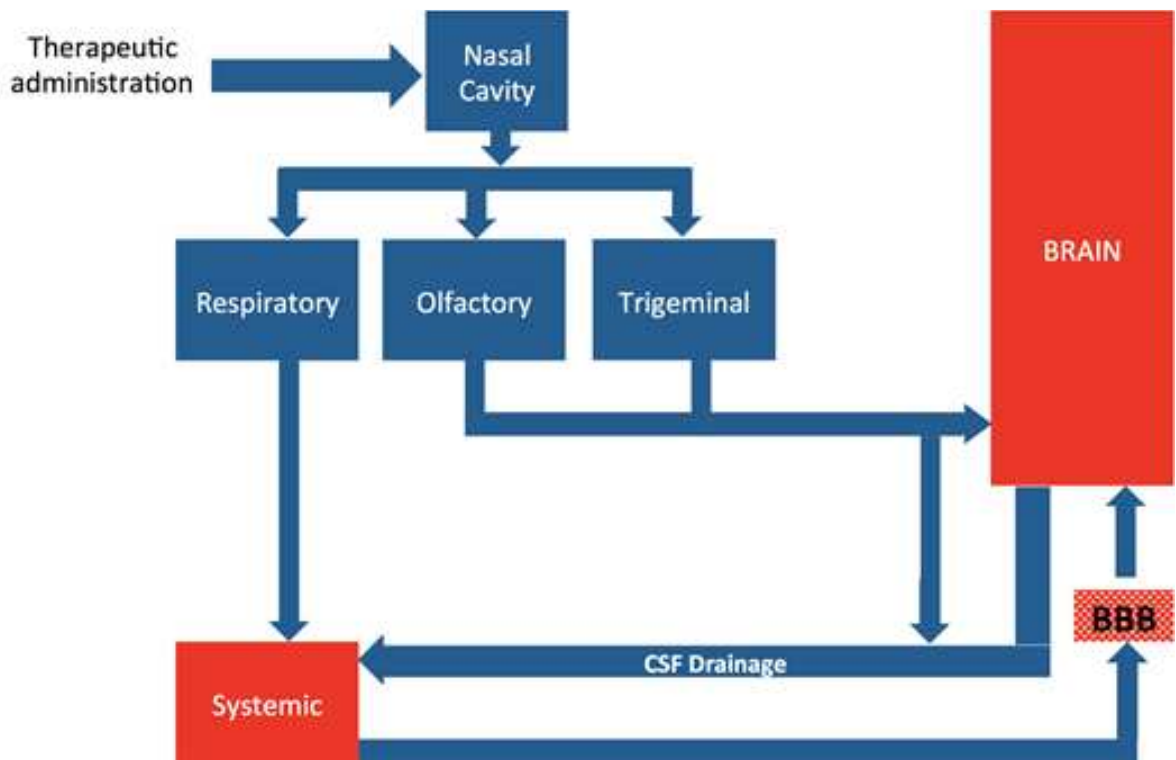 Therapeutic
administration
Nasal
Cavity
BRAIN
Respiratory
Olfactory
Trigeminal
BBB
CSF Drainage
Systemic